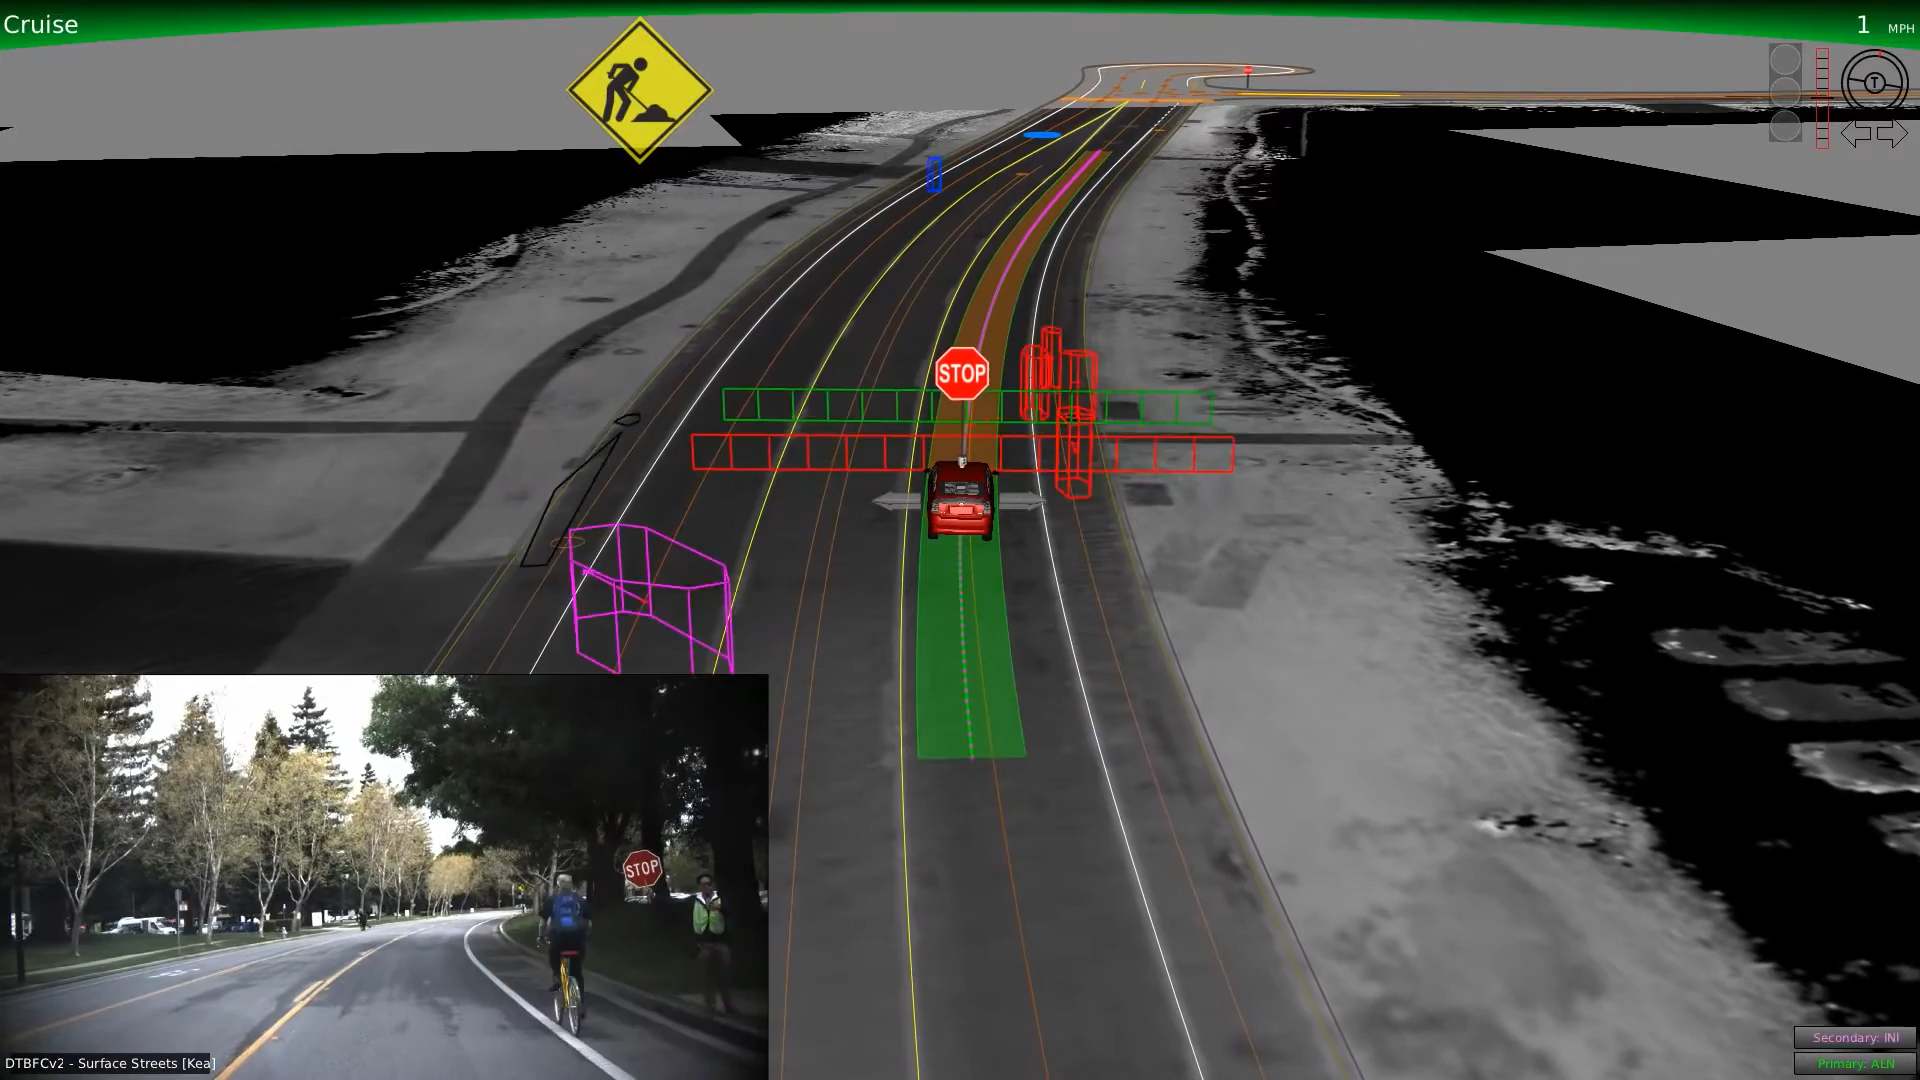 Cruise
1 MPH
T
STOP
STOP
DTBFCv2 - Surface Streets [Kea]
Secondary: INI
Primary: ALN